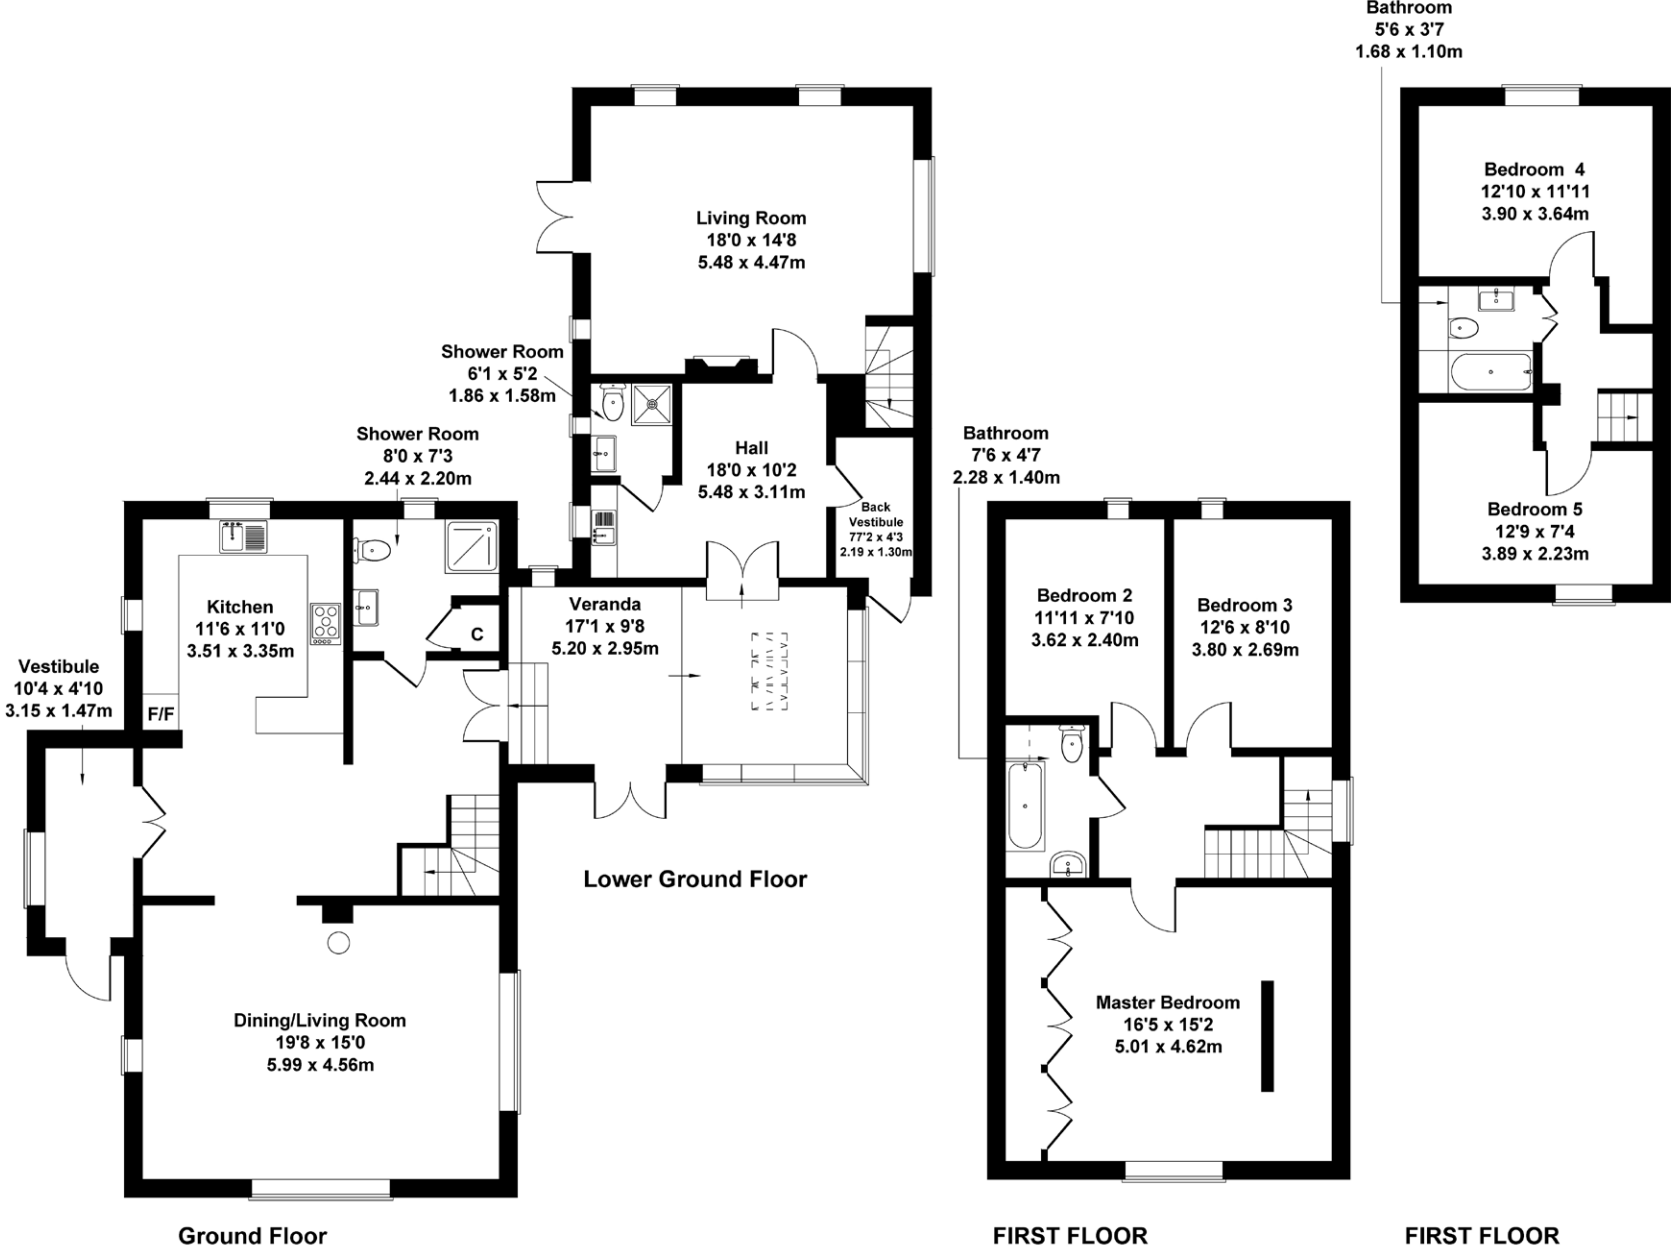 Bathroom
5'6 x 3'7
1.68 x 1.10m
Bedroom 4
12'10 x 11'11
3.90 x 3.64m
Living Room
18'0 x 14'8
5.48 x 4.47m
Shower Room
6'1 x 5'2
1.86 x 1.58m
Shower Room
8'0 x 7'3
2.44 x 2.20m
Hall
18'0 x 10'2
5.48 x 3.11m
Bathroom
7'6 x 4'7
2.28 x 1.40m
Back
Vestibule
77'2 x 4'3
2.19 x 1.30m
Bedroom 5
12'9 x 7'4
3.89 x 2.23m
Kitchen
11'6 x 11'0
3.51 x 3.35m
C
Veranda
17'1 x 9'8
5.20 x 2.95m
Bedroom 2
11'11 x 7'10
3.62 x 2.40m
Bedroom 3
12'6 x 8'10
3.80 x 2.69m
Vestibule
10'4 x 4'10
3.15 x 1.47m
F/F
Lower Ground Floor
Dining/Living Room
19'8 x 15'0
5.99 x 4.56m
Master Bedroom
16'5 x 15'2
5.01 x 4.62m
Ground Floor
FIRST FLOOR
FIRST FLOOR